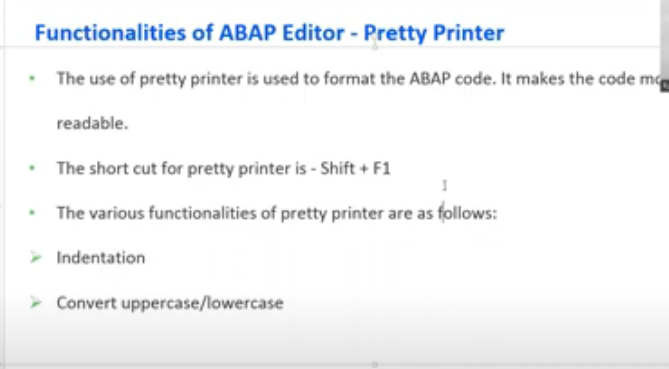 Functionalities of ABAP Editor - Pretty Printer
The use of pretty printer is used to format the ABAP code. It makes the code
readable.
The short cut for pretty printer is - Shift + F1
The various functionalities of pretty printer are as follows:
Indentation
Convert uppercase/lowercase